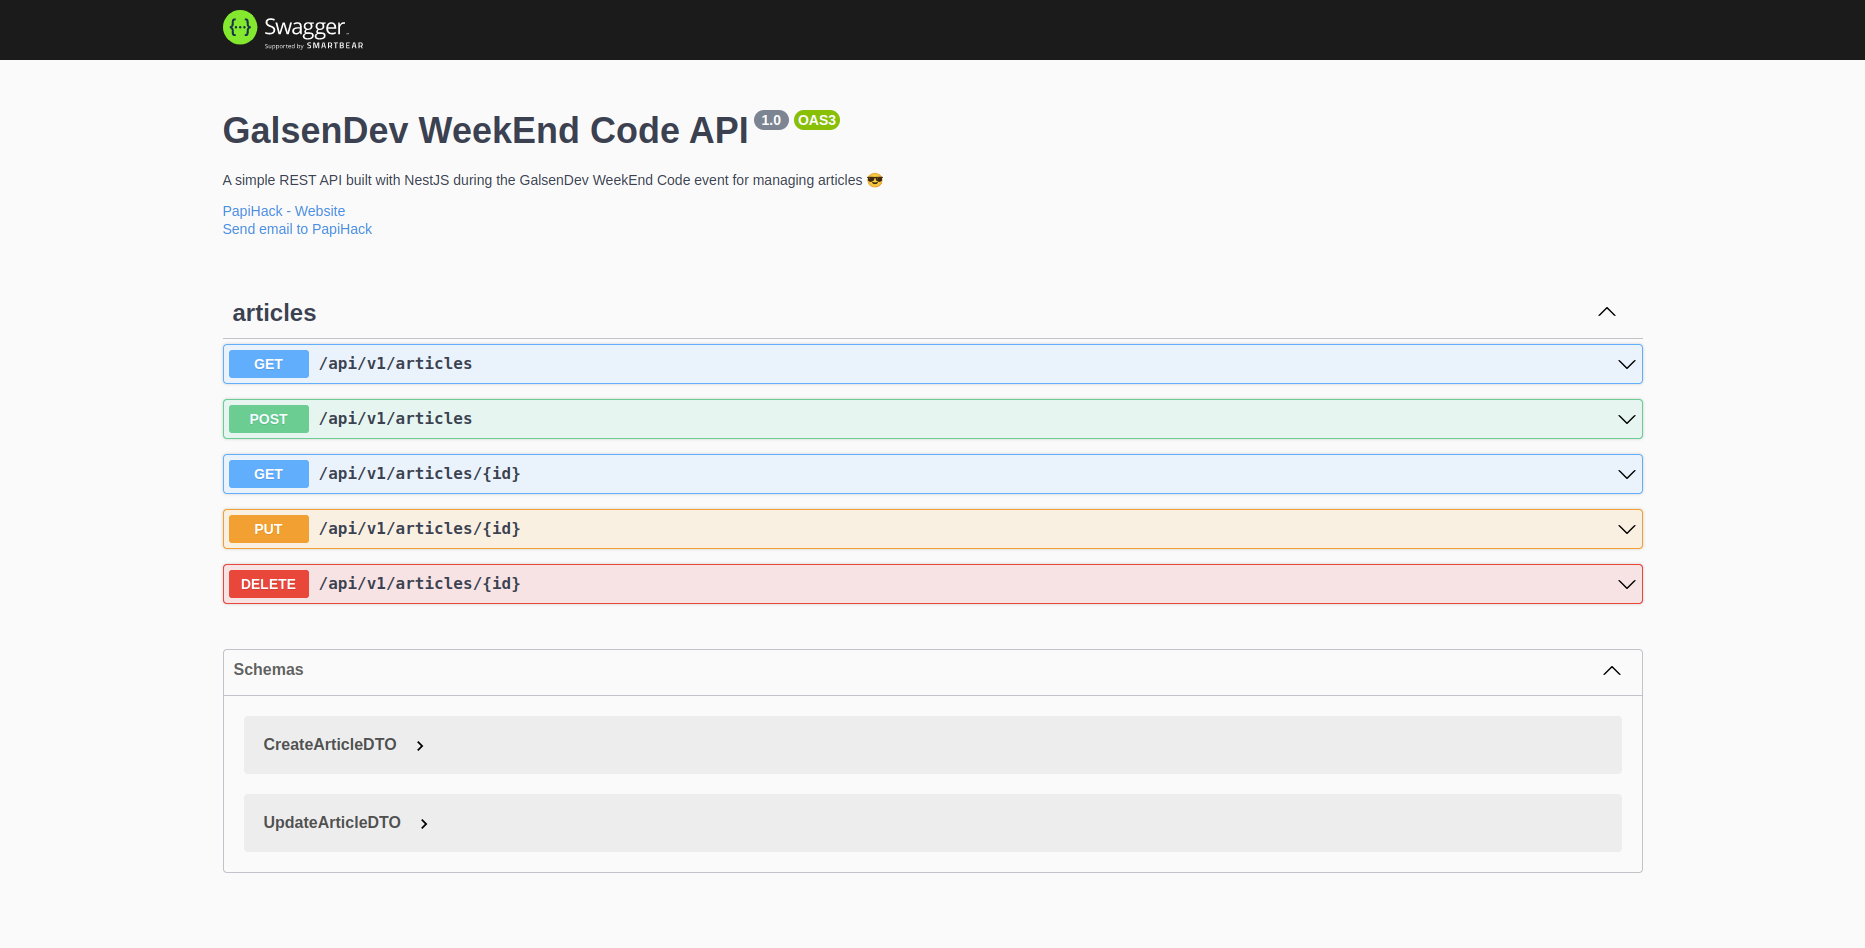 Swagger.
Supported by SMARTBEAR
GalsenDev WeekEnd Code API 1.0 OAS3
A simple REST API built with NestJS during the GalsenDev WeekEnd Code event for managing articles 😎
PapiHack - Website
Send email to PapiHack
articles
GET /api/v1/articles
POST /api/v1/articles
GET /api/v1/articles/{id}
PUT /api/v1/articles/{id}
DELETE /api/v1/articles/{id}
Schemas
CreateArticleDTO
UpdateArticleDTO